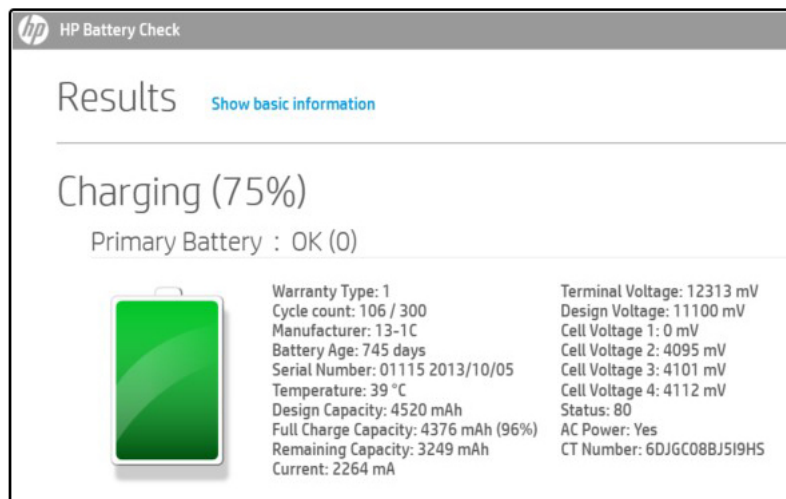 hp HP Battery Check
Results Show basic information
Charging (75%)
Primary Battery : OK (0)
Warranty Type: 1
Cycle count: 106 / 300
Manufacturer: 13-1C
Battery Age: 745 days
Serial Number: 01115 2013/10/05
Temperature: 39 °C
Design Capacity: 4520 mAh
Full Charge Capacity: 4376 mAh (96%)
Remaining Capacity: 3249 mAh
Current: 2264 mA
Terminal Voltage: 12313 mV
Design Voltage: 11100 mV
Cell Voltage 1: 0 mV
Cell Voltage 2: 4095 mV
Cell Voltage 3: 4101 mV
Cell Voltage 4: 4112 mV
Status: 80
AC Power: Yes
CT Number: 6DJGC08BJ5I9HS